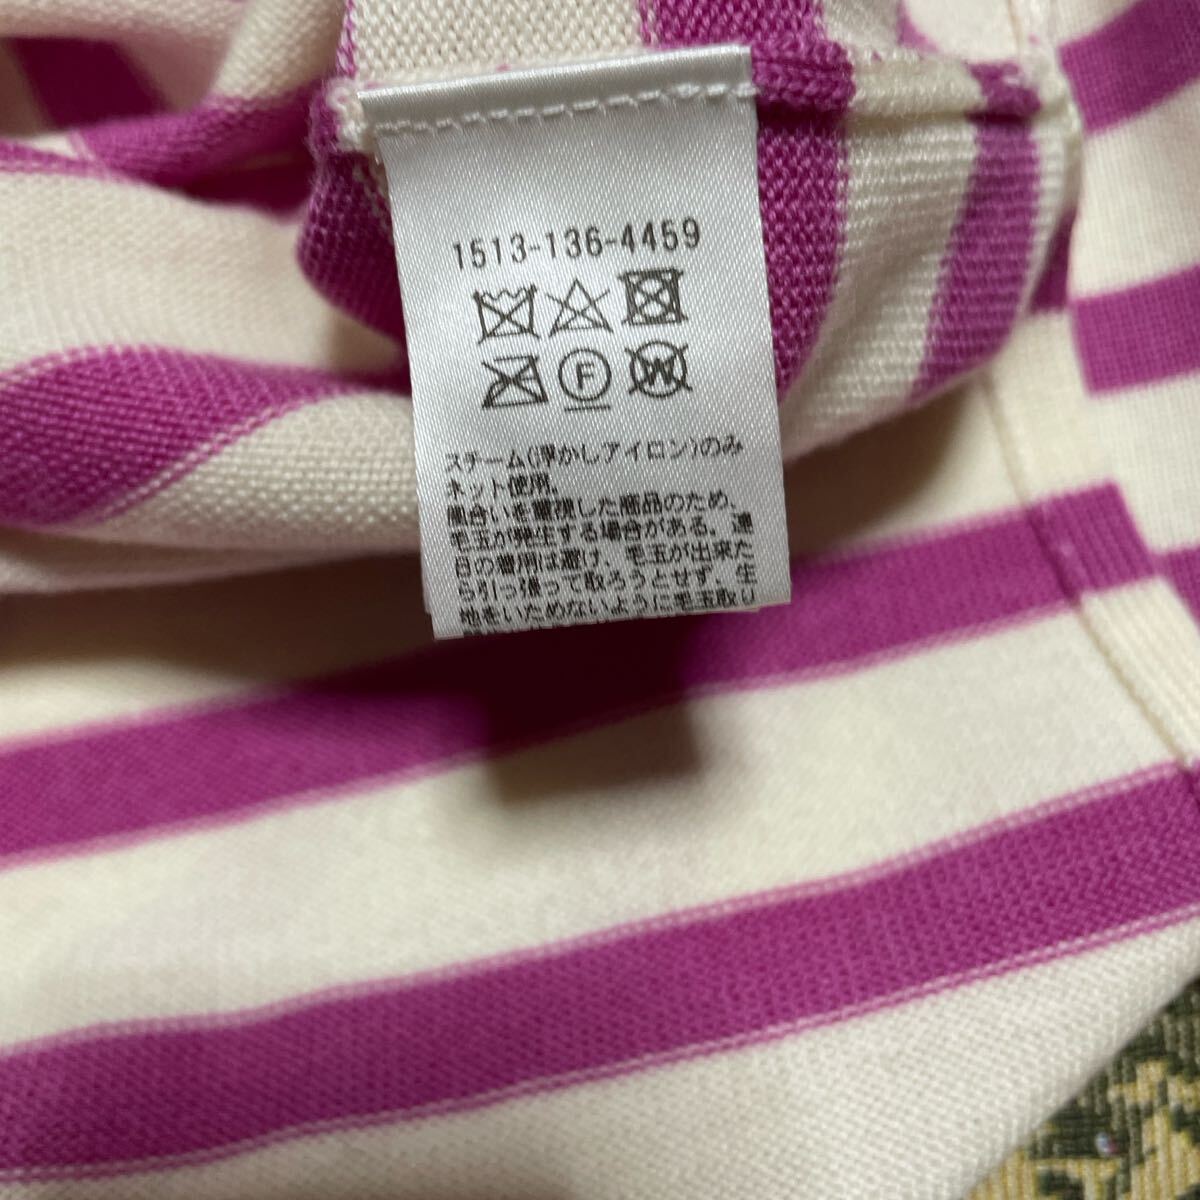 1513-136-4459
F
W
スチーム(浮かしアイロン)のみ
ネット使用。
風合いを重視した商品のため、
毛玉が発生する場合がある。連
日の着用は避け、毛玉が出来た
ら引っ張って取ろうとせず、生
地をいためないように毛玉取り